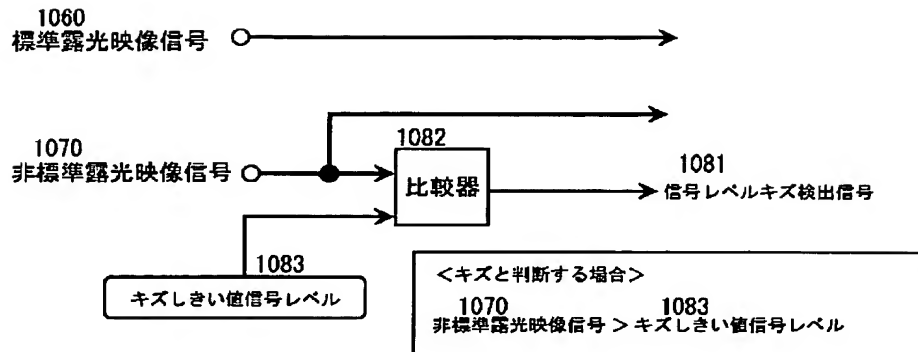 1060
標準露光映像信号
1070
非標準露光映像信号
1082
比較器
1081
信号レベルキズ検出信号
1083
キズしきい値信号レベル
＜キズと判断する場合＞
1070 1083
非標準露光映像信号 > キズしきい値信号レベル